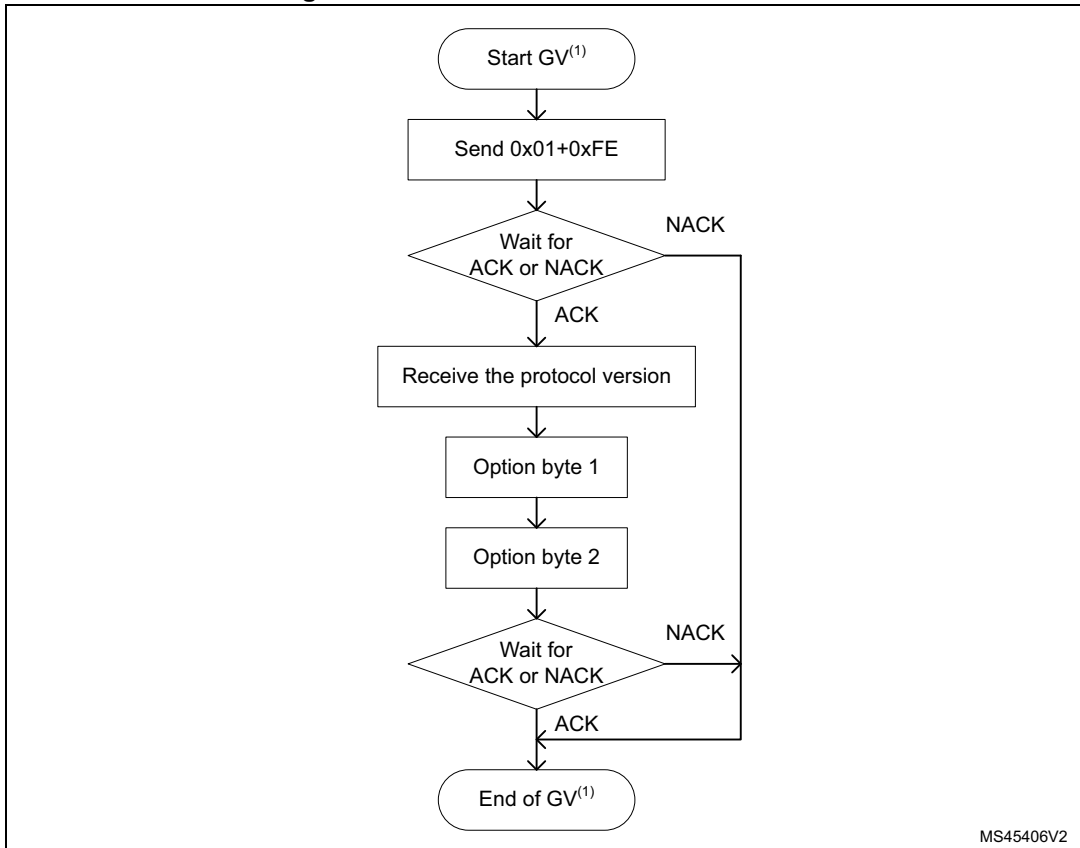 Start GV(1)
Send 0x01+0xFE
NACK
Wait for
ACK or NACK
ACK
Receive the protocol version
Option byte 1
Option byte 2
NACK
Wait for
ACK or NACK
ACK
End of GV(1)
MS45406V2